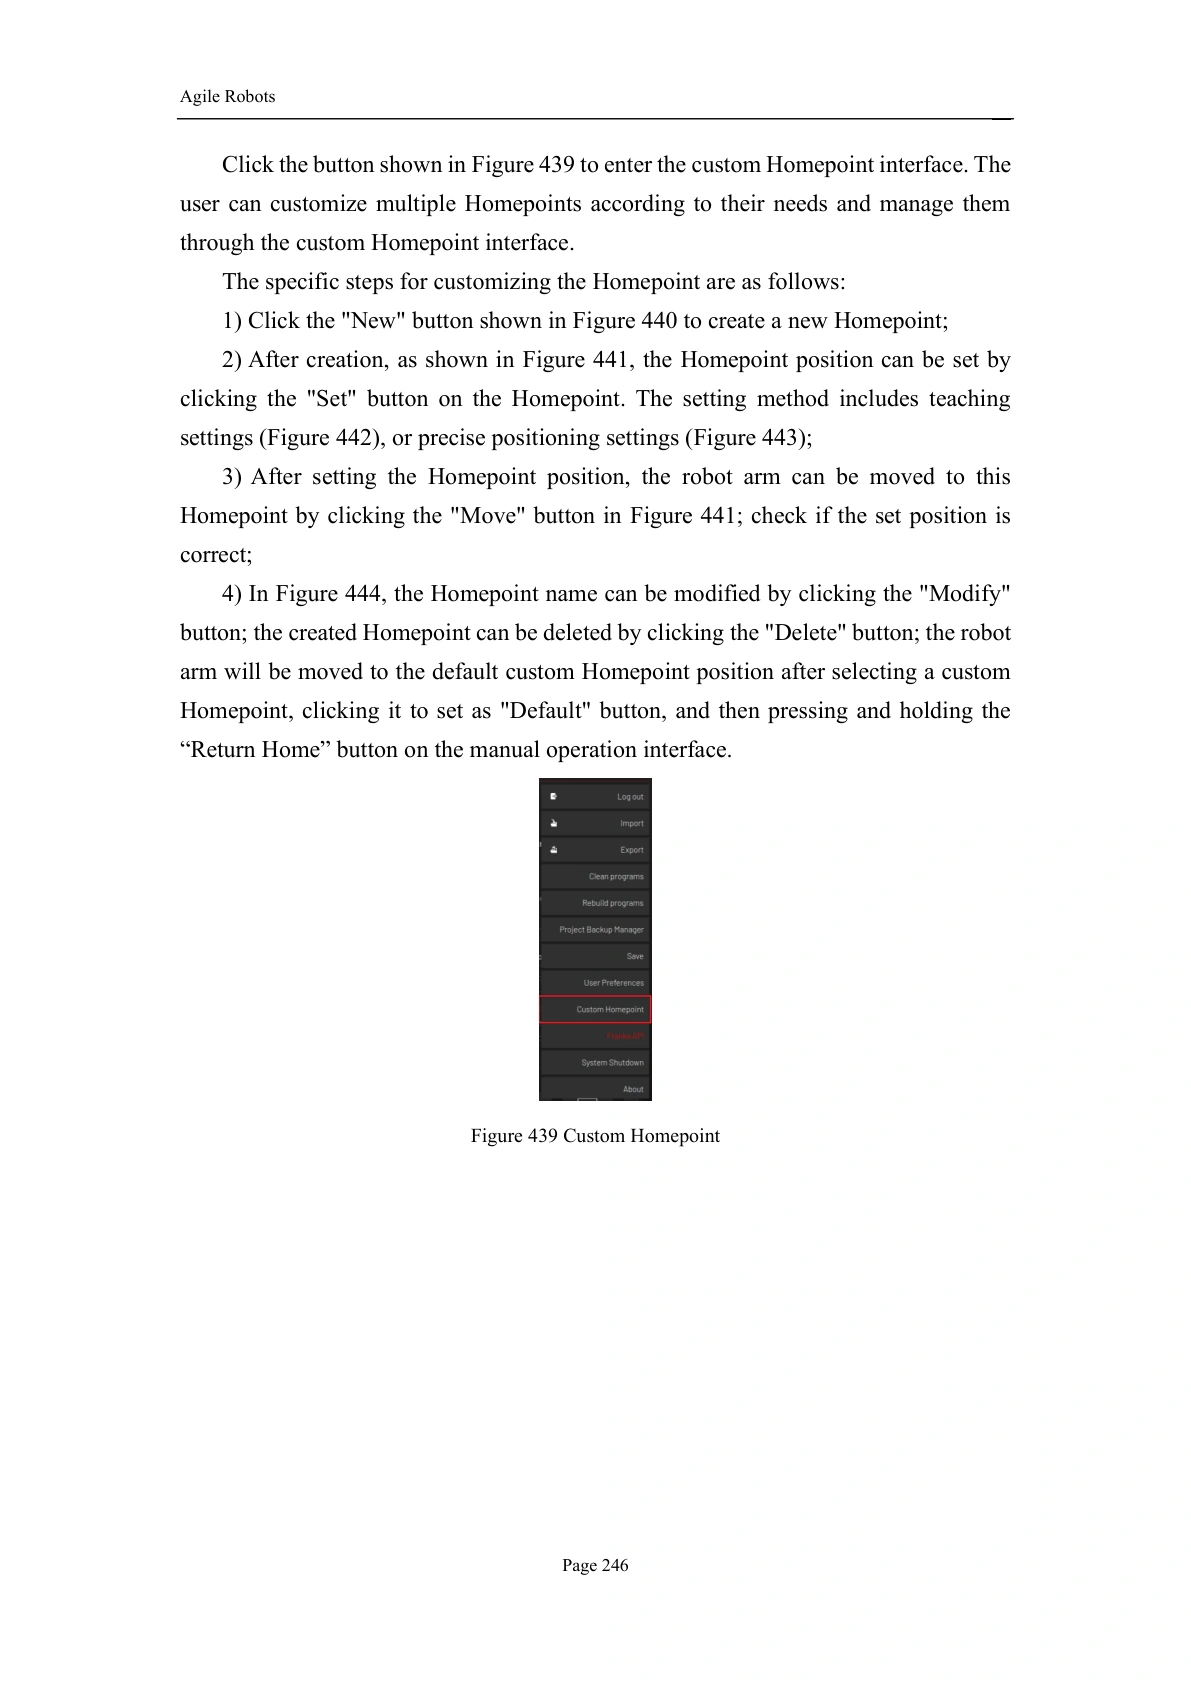 Agile Robots
Click the button shown in Figure 439 to enter the custom Homepoint interface. The
user can customize multiple Homepoints according to their needs and manage them
through the custom Homepoint interface.
The specific steps for customizing the Homepoint are as follows:
1) Click the "New" button shown in Figure 440 to create a new Homepoint;
2) After creation, as shown in Figure 441, the Homepoint position can be set by
clicking the "Set" button on the Homepoint. The setting method includes teaching
settings (Figure 442), or precise positioning settings (Figure 443);
3) After setting the Homepoint position, the robot arm can be moved to this
Homepoint by clicking the "Move" button in Figure 441; check if the set position is
correct;
4) In Figure 444, the Homepoint name can be modified by clicking the "Modify"
button; the created Homepoint can be deleted by clicking the "Delete" button; the robot
arm will be moved to the default custom Homepoint position after selecting a custom
Homepoint, clicking it to set as "Default" button, and then pressing and holding the
“Return Home” button on the manual operation interface.
Log out
Import
Export
Clean programs
Rebuild programs
Project Backup Manager
Save
User Preferences
Custom Homepoint
Franka API
System Shutdown
About
Figure 439 Custom Homepoint
Page 246